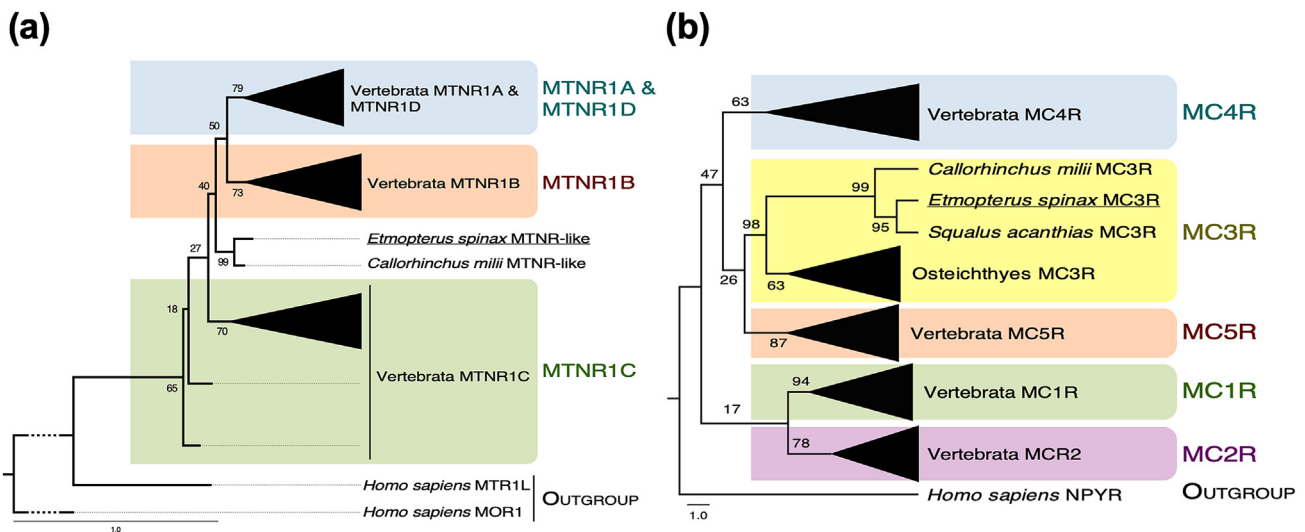 (a)
79
Vertebrata MTNR1A &
MTNR1D
MTNR1A &
MTNR1D
50
73
Vertebrata MTNR1B
MTNR1B
40
Etmopterus spinax MTNR-like
27
99
Callorhinchus milii MTNR-like
18
70
Vertebrata MTNR1C
MTNR1C
65
Homo sapiens MTR1L
OUTGROUP
Homo sapiens MOR1
1.0
(b)
63
Vertebrata MC4R
MC4R
47
99
Callorhinchus milii MC3R
Etmopterus spinax MC3R
95
Squalus acanthias MC3R
MC3R
98
26
63
Osteichthyes MC3R
87
Vertebrata MC5R
MC5R
94
Vertebrata MC1R
MC1R
17
78
Vertebrata MCR2
MC2R
Homo sapiens NPYR
OUTGROUP
1.0